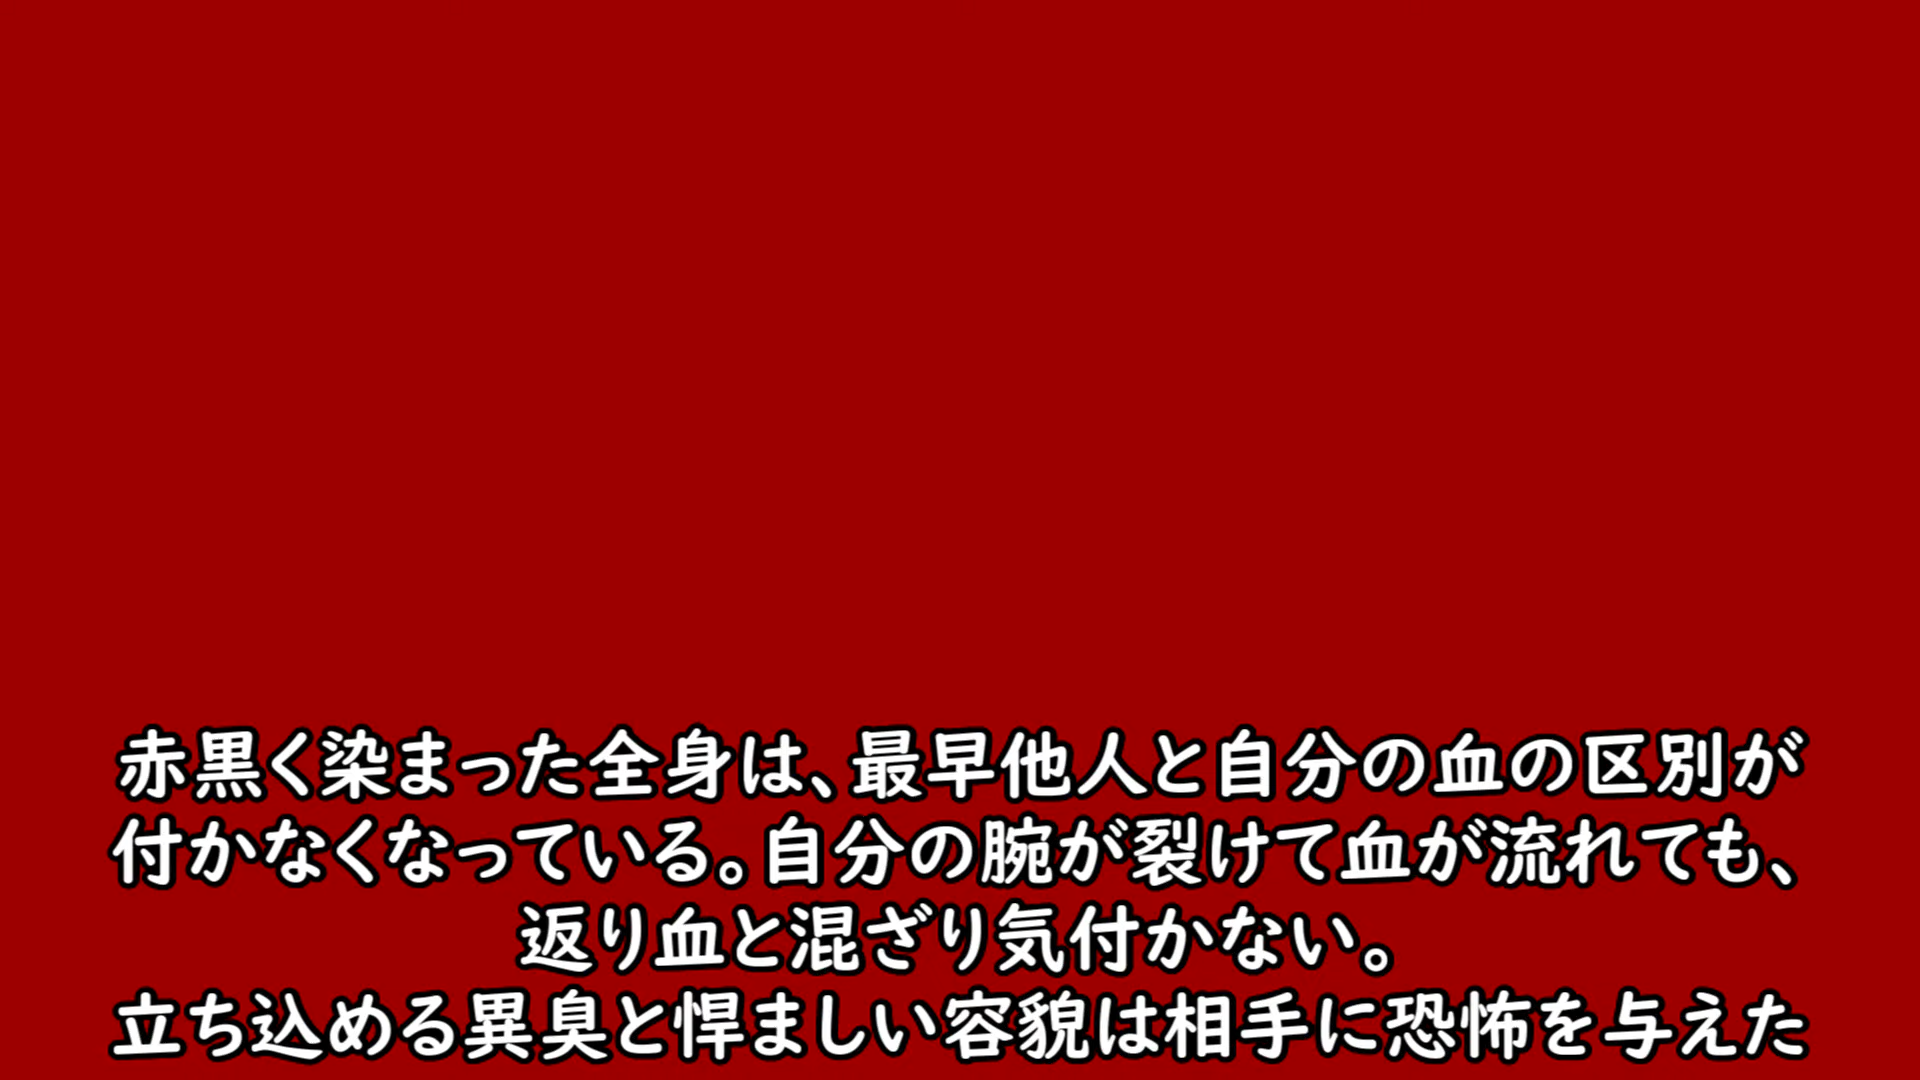 赤黒く染まった全身は、最早他人と自分の血の区別が
付かなくなっている。自分の腕が裂けて血が流れても、
返り血と混ざり気付かない。
立ち込める異臭と悍ましい容貌は相手に恐怖を与えた